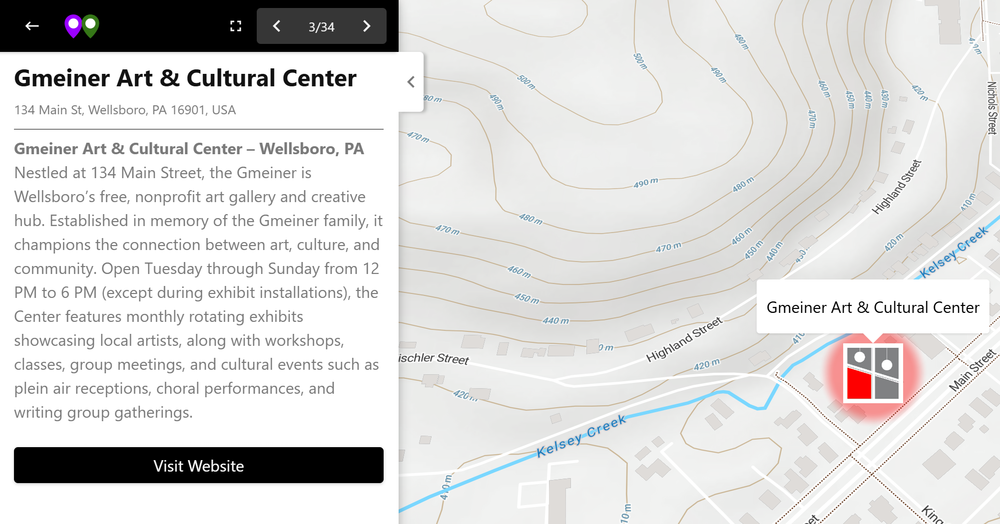 3/34
Gmeiner Art & Cultural Center
134 Main St, Wellsboro, PA 16901, USA
Gmeiner Art & Cultural Center – Wellsboro, PA
Nestled at 134 Main Street, the Gmeiner is
Wellsboro’s free, nonprofit art gallery and creative
hub. Established in memory of the Gmeiner family, it
champions the connection between art, culture, and
community. Open Tuesday through Sunday from 12
PM to 6 PM (except during exhibit installations), the
Center features monthly rotating exhibits
showcasing local artists, along with workshops,
classes, group meetings, and cultural events such as
plein air receptions, choral performances, and
writing group gatherings.
Visit Website
480 m
500 m
490 m
500 m
490 m
80 m
460 m
450 m
440 m
430 m
420 m
470 m
Nichols Street
470 m
490 m
480 m
Highland Street
410 m
480 m
470 m
470 m
460 m
450 m
440 m
420 m
Kelsey Creek
460 m
450 m
440 m
Gmeiner Art & Cultural Center
Highland Street
410
0 m
ischler Street
420 m
Main Street
420 m
Kelsey Creek
410 m
10 m
King
eet